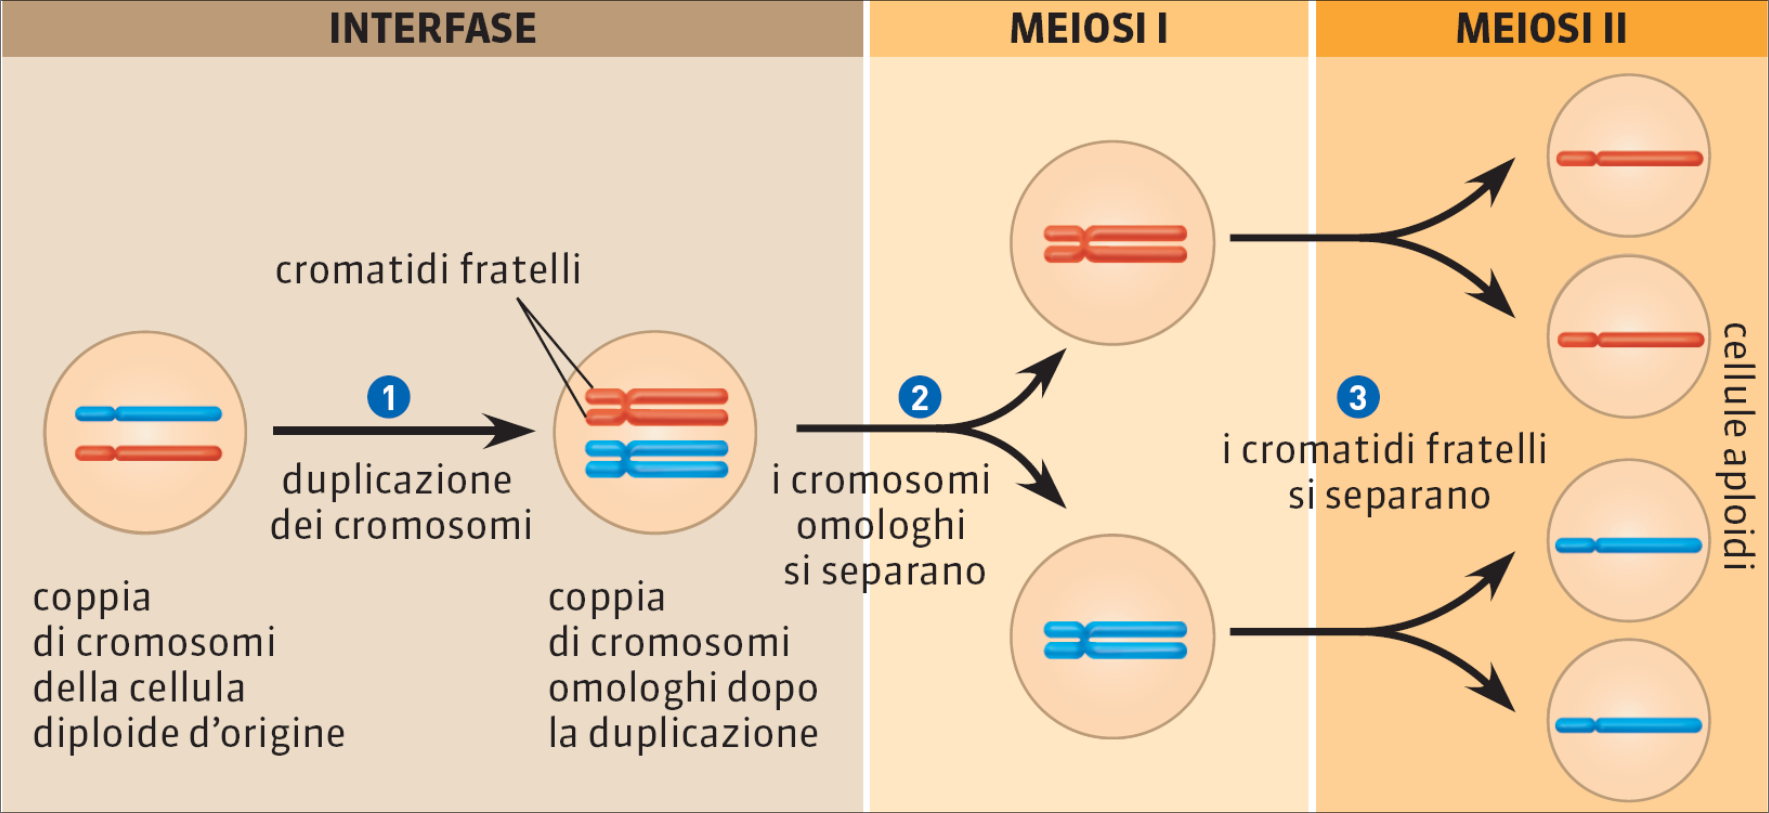 INTERFASE
MEIOSI I
MEIOSI II
cromatidi fratelli
1
duplicazione
dei cromosomi
coppia
di cromosomi
della cellula
diploide d’origine
coppia
di cromosomi
omologhi dopo
la duplicazione
2
i cromosomi
omologhi
si separano
3
i cromatidi fratelli
si separano
cellule aploidi